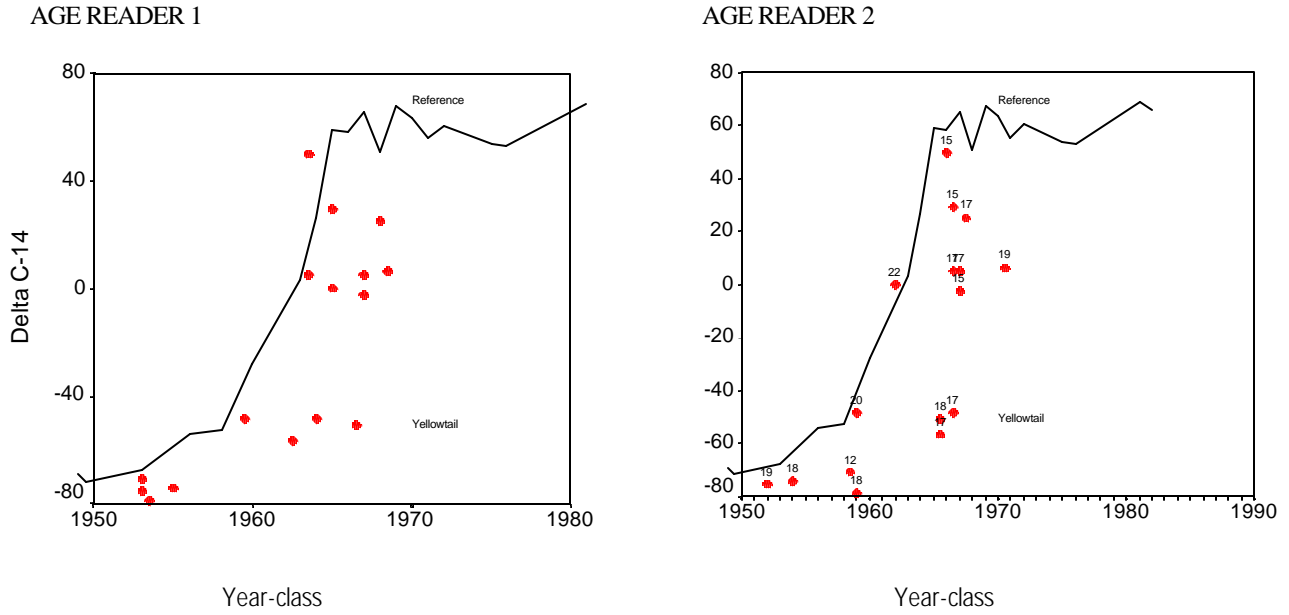 AGE READER 1
AGE READER 2
Delta C-14
80
40
0
-40
-80
1950 1960 1970 1980
Reference
Yellowtail
Year-class
80
60
40
20
0
-20
-40
-60
-80
1950 1960 1970 1980 1990
Reference
15
15
17
17 17
19
15
22
20
18
17
17
Yellowtail
19
18
12
18
Year-class